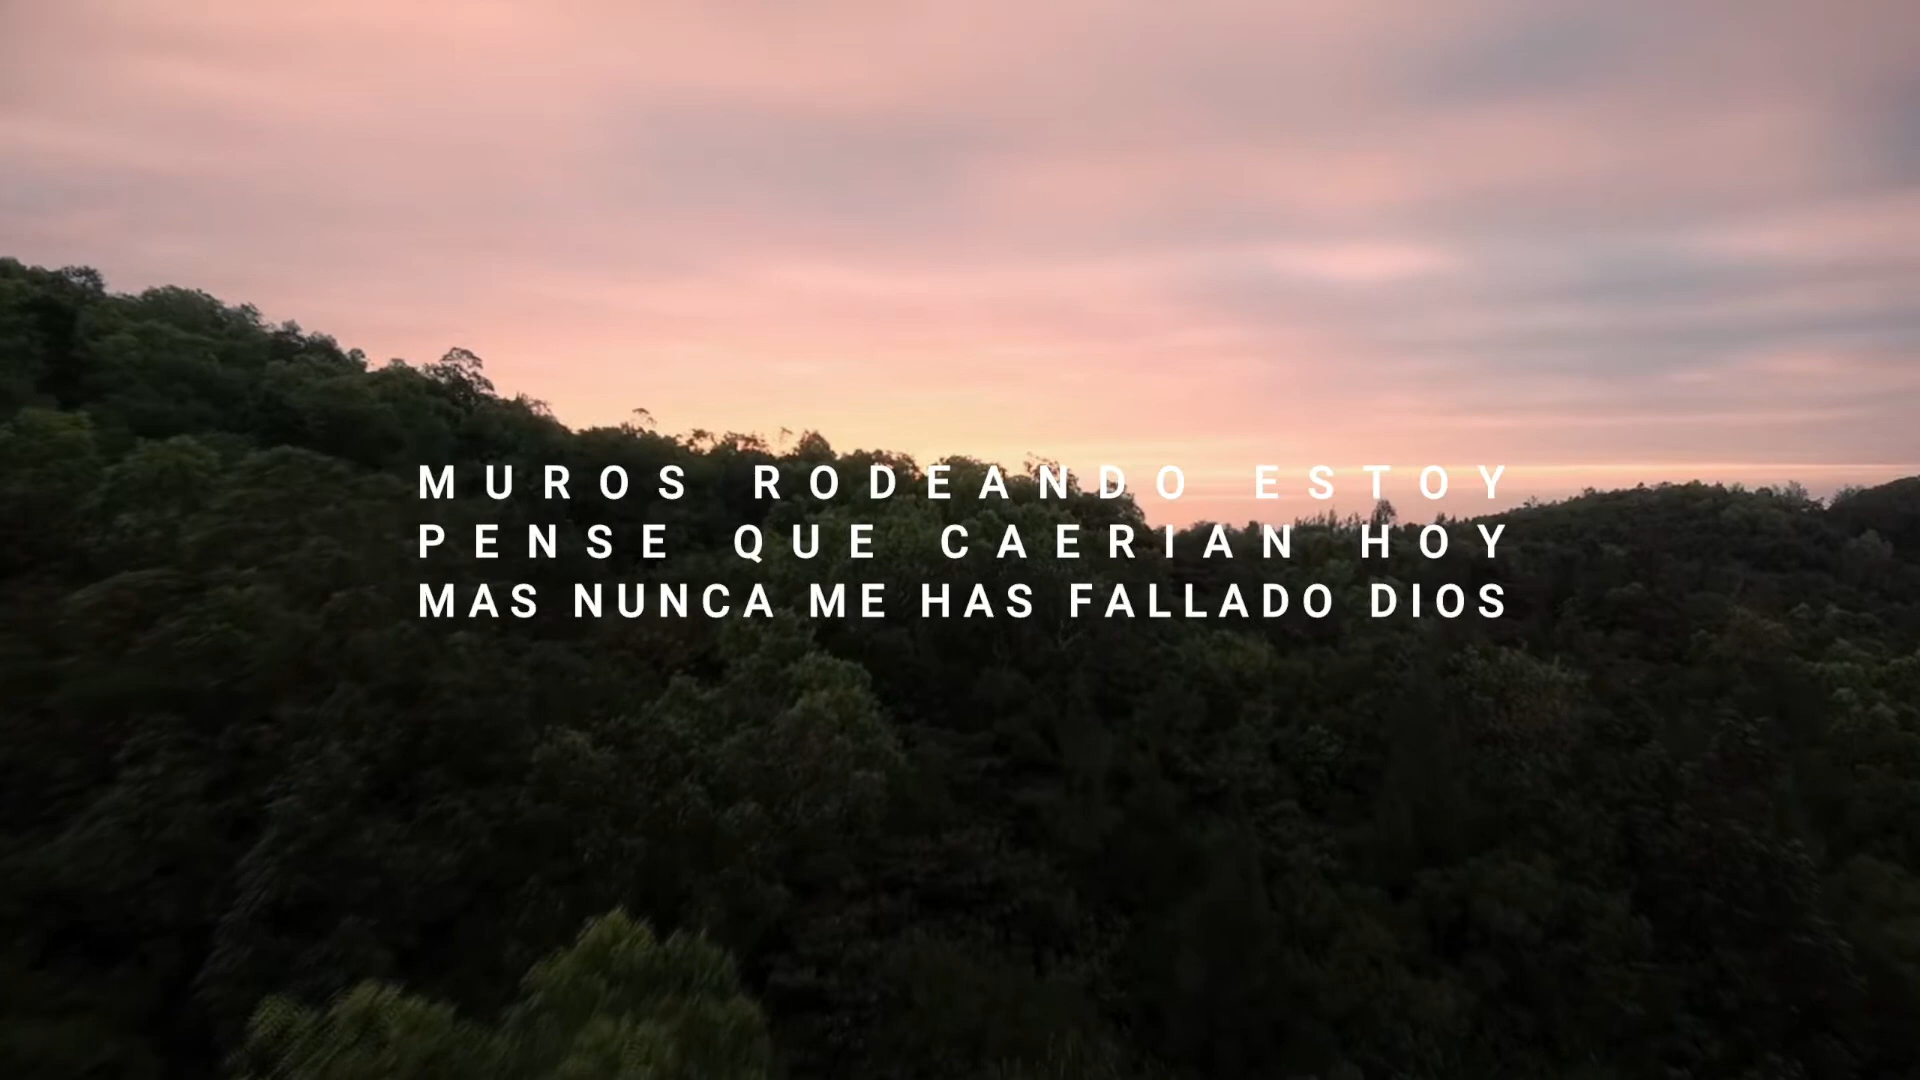 MUROS RODEANDO ESTOY
PENSE QUE CAERIAN HOY
MAS NUNCA ME HAS FALLADO DIOS